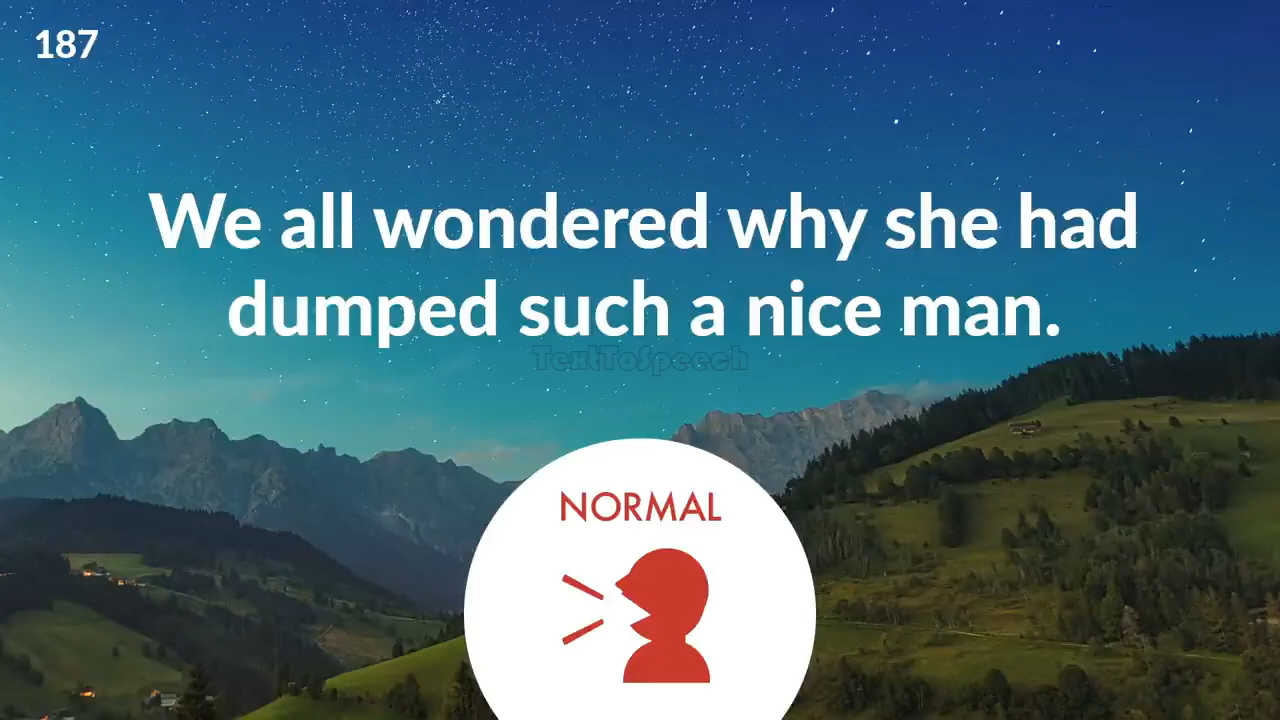 187
We all wondered why she had
dumped such a nice man.
TextToSpeech
NORMAL